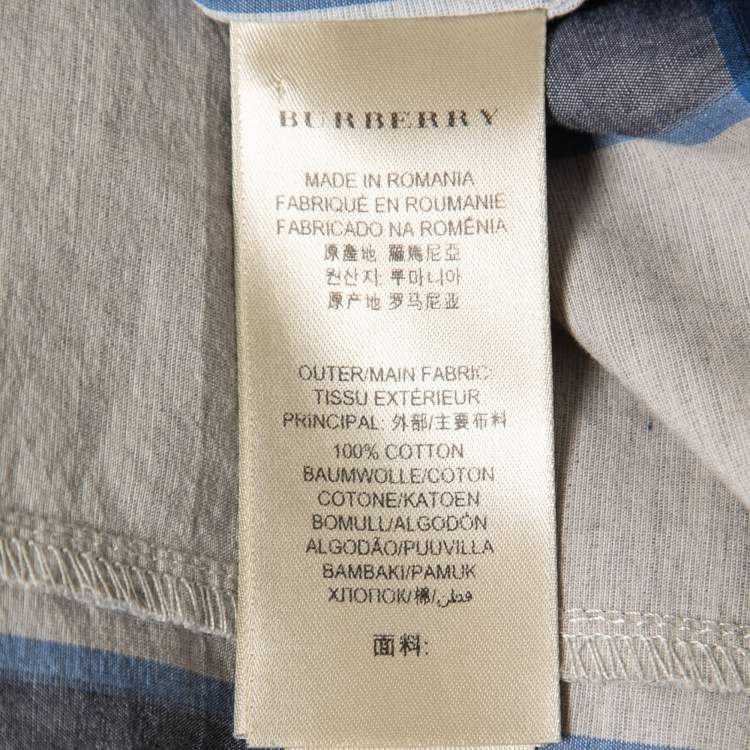 BURBERRY
MADE IN ROMANIA
FABRIQUÉ EN ROUMANIE
FABRICADO NA ROMÉNIA
原產地: 羅馬尼亞
원산지: 루마니아
原产地: 罗马尼亚
OUTER/MAIN FABRIC:
TISSU EXTÉRIEUR
PRINCIPAL: 外部/主要布料
100% COTTON
BAUMWOLLE/COTON
COTONE/KATOEN
BOMULL/ALGODÓN
ALGODÃO/PUUVILLA
BAMBAKI/PAMUK
ХЛОПОК/棉/قطن/
面料: